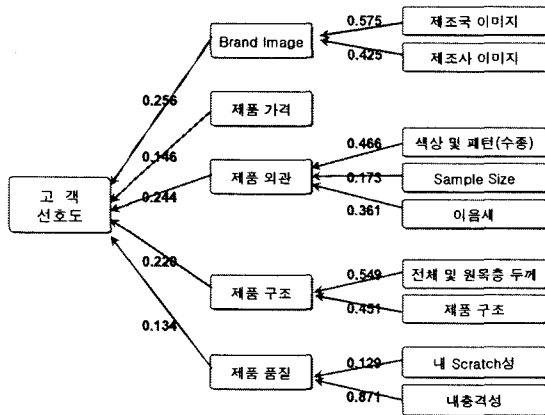 0.575
제조국 이미지
Brand Image
0.425
제조사 이미지
0.256
제품 가격
0.146
0.466
색상 및 패턴(수종)
제품 외관
0.173
Sample Size
고 객
선호도
0.244
0.361
이음새
0.220
0.549
전체 및 원목층 두께
제품 구조
0.451
제품 구조
0.134
0.129
내 Scratch성
제품 품질
0.871
내충격성